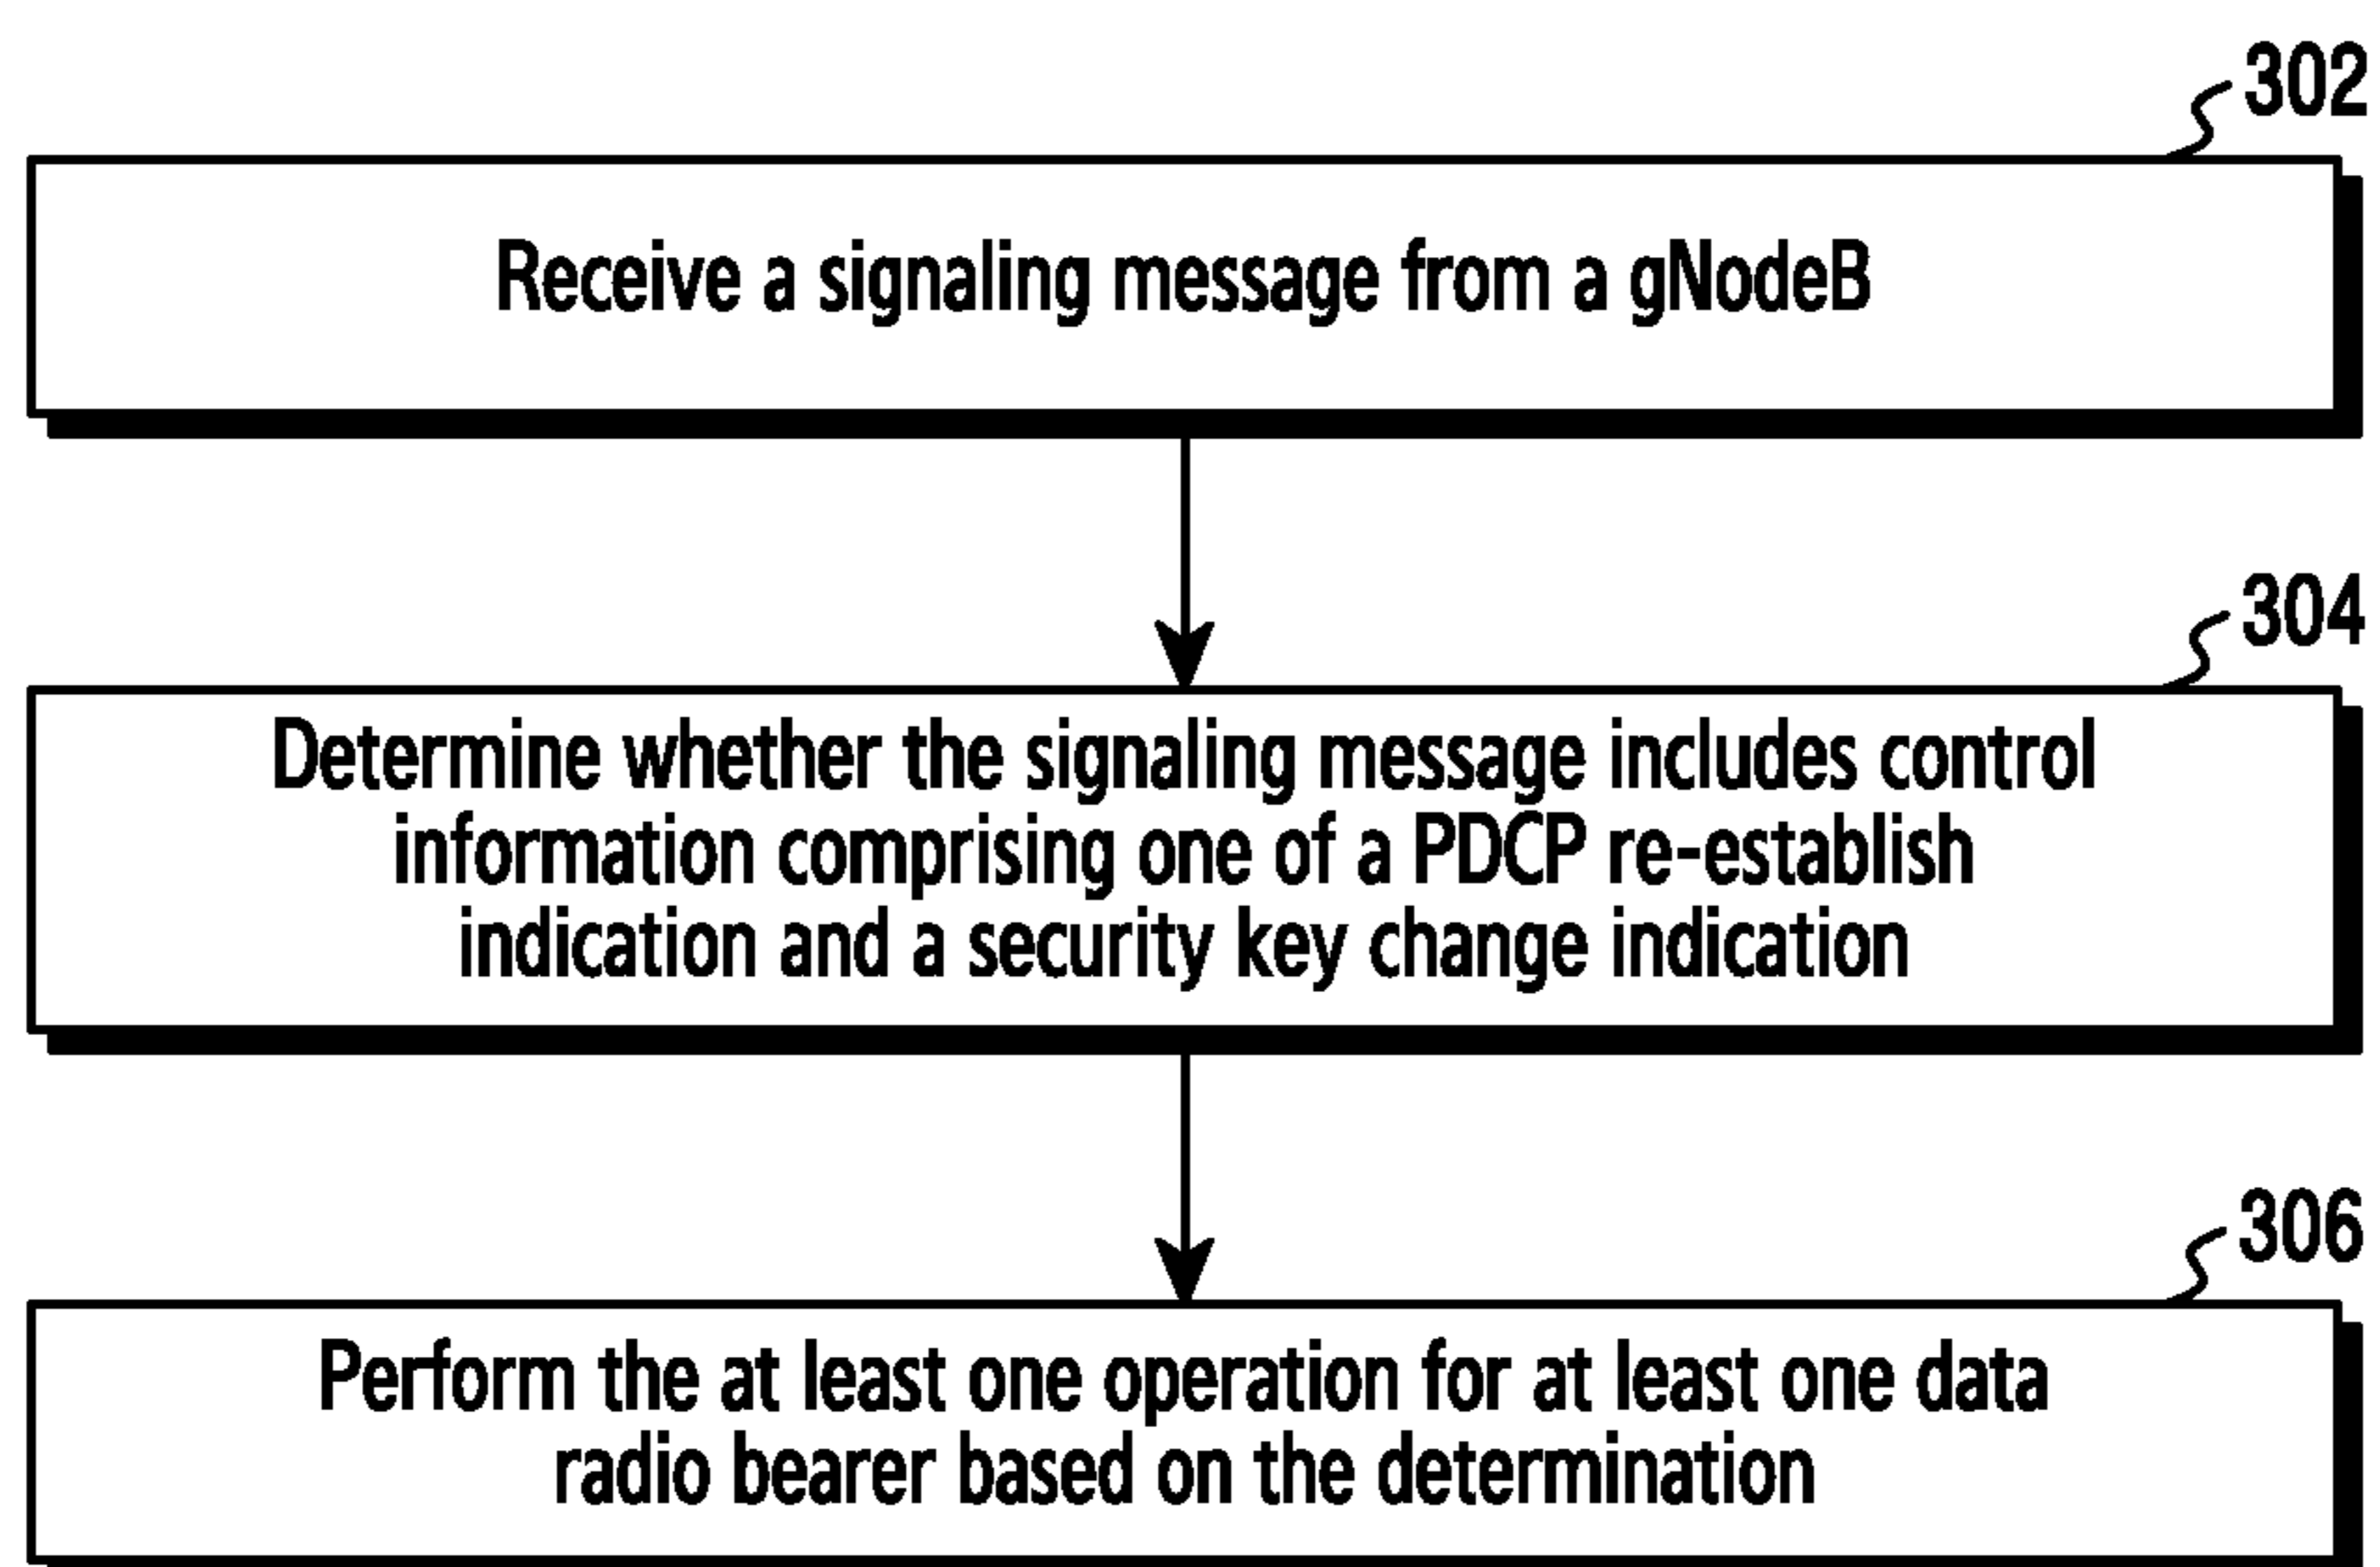 302
Receive a signaling message from a gNodeB
304
Determine whether the signaling message includes control
information comprising one of a PDCP re-establish
indication and a security key change indication
306
Perform the at least one operation for at least one data
radio bearer based on the determination